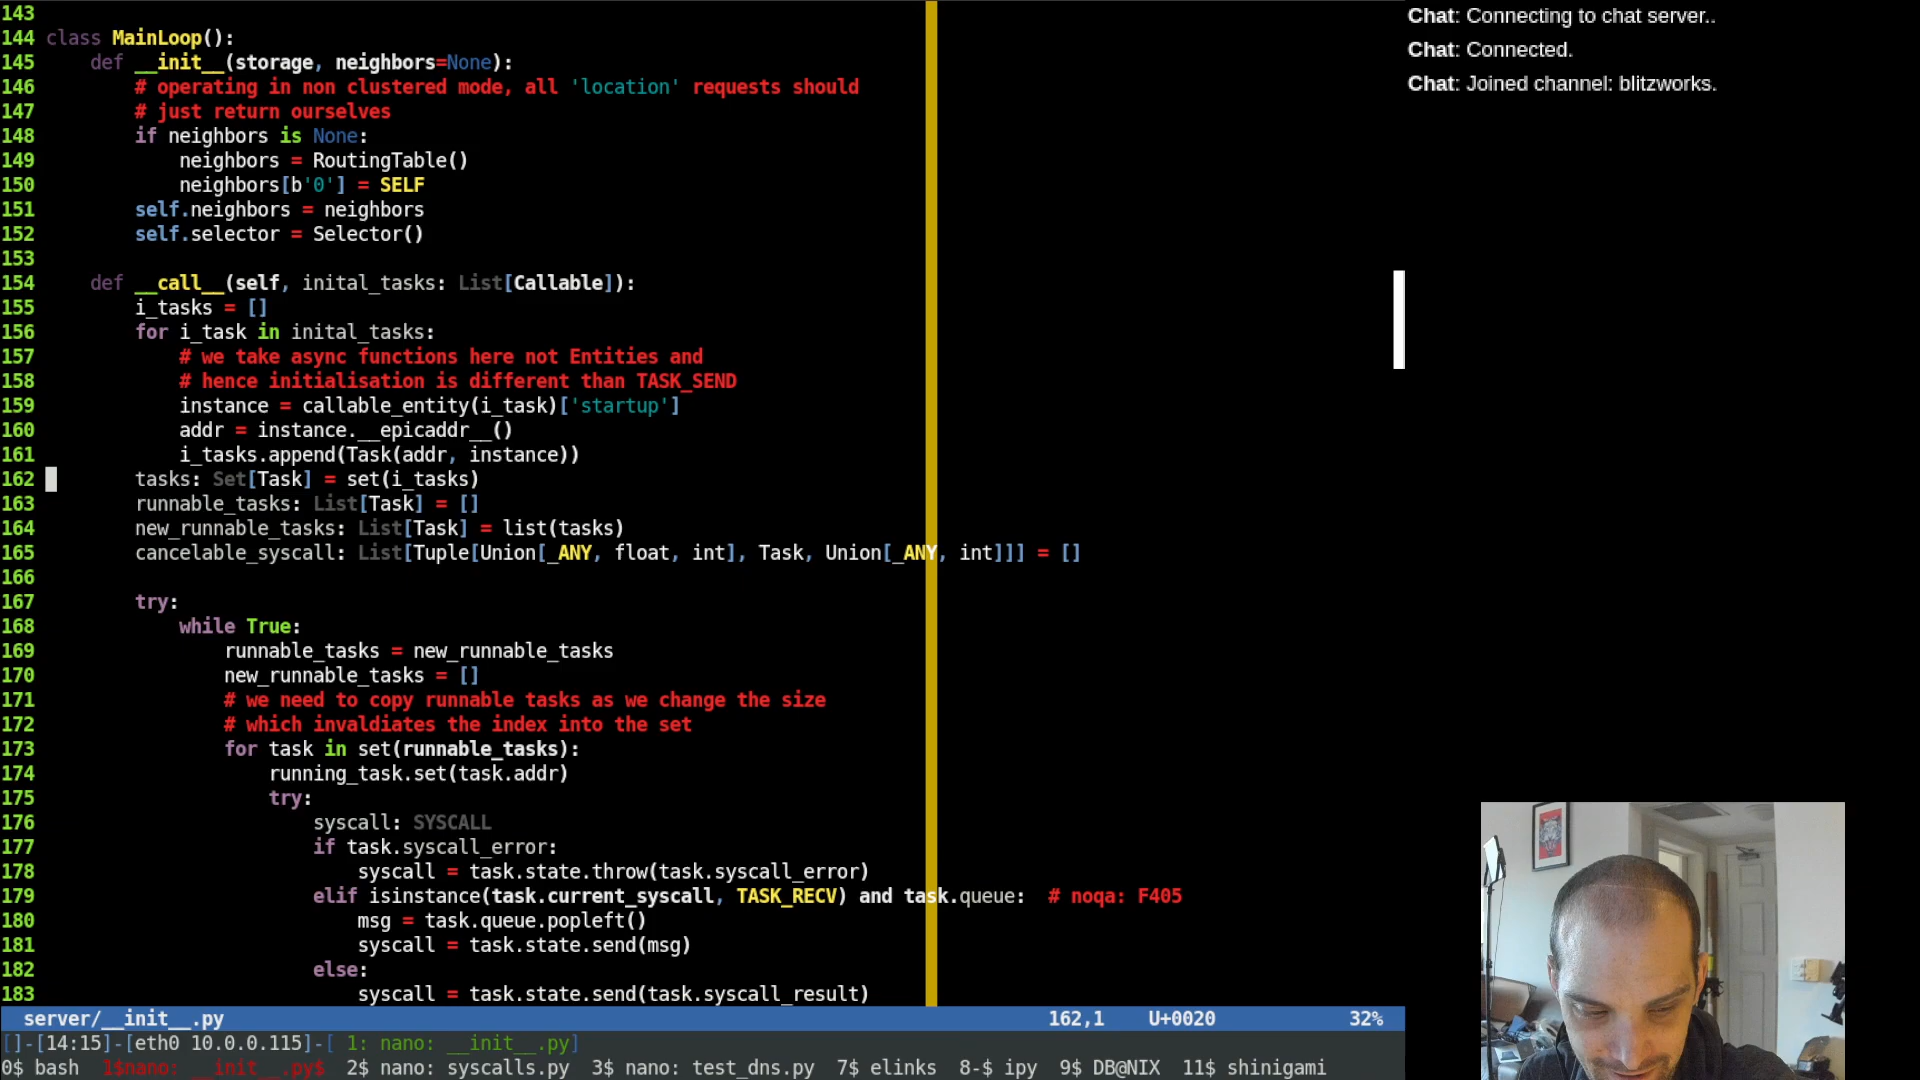 143
144 class MainLoop():
145     def __init__(storage, neighbors=None):
146         # operating in non clustered mode, all 'location' requests should
147         # just return ourselves
148         if neighbors is None:
149             neighbors = RoutingTable()
150             neighbors[b'0'] = SELF
151         self.neighbors = neighbors
152         self.selector = Selector()
153
154     def __call__(self, inital_tasks: List[Callable]):
155         i_tasks = []
156         for i_task in inital_tasks:
157             # we take async functions here not Entities and
158             # hence initialisation is different than TASK_SEND
159             instance = callable_entity(i_task)['startup']
160             addr = instance.__epicaddr__()
161             i_tasks.append(Task(addr, instance))
162         tasks: Set[Task] = set(i_tasks)
163         runnable_tasks: List[Task] = []
164         new_runnable_tasks: List[Task] = list(tasks)
165         cancelable_syscall: List[Tuple[Union[_ANY, float, int], Task, Union[_ANY, int]]] = []
166
167         try:
168             while True:
169                 runnable_tasks = new_runnable_tasks
170                 new_runnable_tasks = []
171                 # we need to copy runnable tasks as we change the size
172                 # which invaldiates the index into the set
173                 for task in set(runnable_tasks):
174                     running_task.set(task.addr)
175                     try:
176                         syscall: SYSCALL
177                         if task.syscall_error:
178                             syscall = task.state.throw(task.syscall_error)
179                         elif isinstance(task.current_syscall, TASK_RECV) and task.queue:  # noqa: F405
180                             msg = task.queue.popleft()
181                             syscall = task.state.send(msg)
182                         else:
183                             syscall = task.state.send(task.syscall_result)
server/__init__.py 162,1 U+0020 32%
[]-[14:15]-[eth0 10.0.0.115]-[ 1: nano: __init__.py]
0$ bash  1$nano: __init__.py$  2$ nano: syscalls.py  3$ nano: test_dns.py  7$ elinks  8-$ ipy  9$ DB@NIX  11$ shinigami
Chat: Connecting to chat server..
Chat: Connected.
Chat: Joined channel: blitzworks.